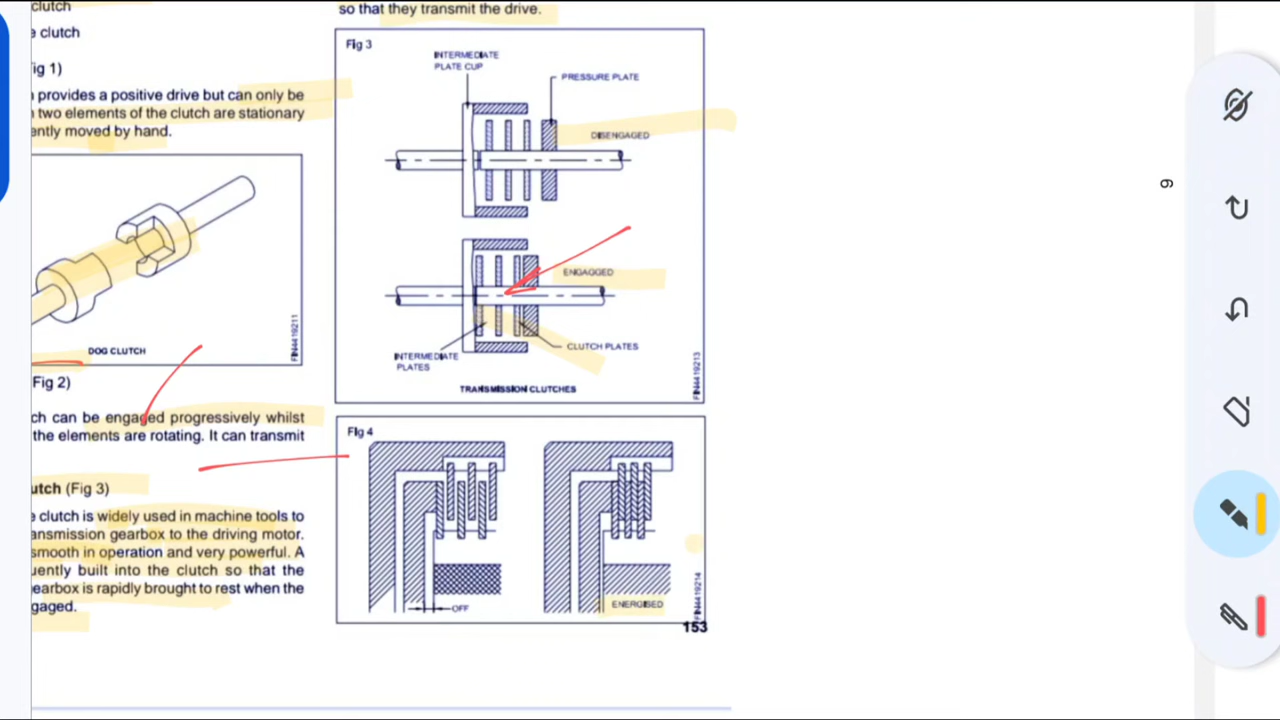 clutch
e clutch
ig 1)
provides a positive drive but can only be
two elements of the clutch are stationary
ently moved by hand.
DOG CLUTCH
FIN4419211
Fig 2)
ch can be engaged progressively whilst
the elements are rotating. It can transmit
utch (Fig 3)
e clutch is widely used in machine tools to
ansmission gearbox to the driving motor.
smooth in operation and very powerful. A
uently built into the clutch so that the
earbox is rapidly brought to rest when the
gaged.
so that they transmit the drive.
Fig 3
INTERMEDIATE
PLATE CUP
PRESSURE PLATE
DISENGAGED
ENGAGGED
INTERMEDIATE
PLATES
CLUTCH PLATES
TRANSMISSION CLUTCHES
FIN4419213
Fig 4
OFF
ENERGISED
FIN4419214
153
6